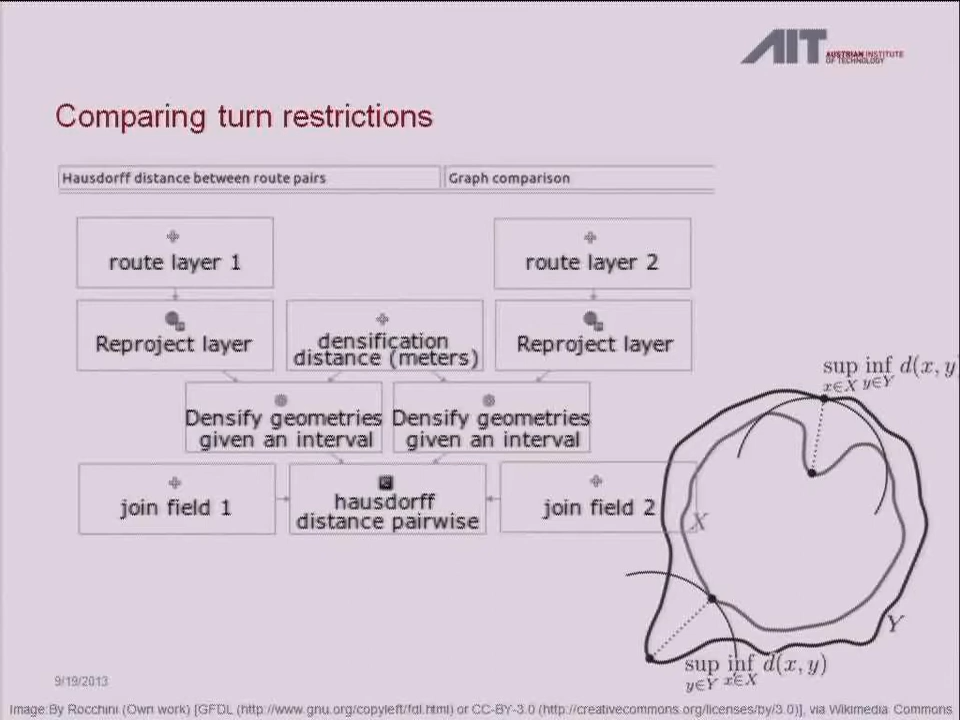 AIT AUSTRIAN INSTITUTE
OF TECHNOLOGY
Comparing turn restrictions
Hausdorff distance between route pairs
Graph comparison
route layer 1
route layer 2
Reproject layer
densification
distance (meters)
Reproject layer
Densify geometries
given an interval
Densify geometries
given an interval
join field 1
hausdorff
distance pairwise
join field 2
sup inf d(x, y
x∈X y∈Y
X
Y
sup inf d(x, y)
y∈Y x∈X
9/19/2013
Image:By Rocchini (Own work) [GFDL (http://www.gnu.org/copyleft/fdl.html) or CC-BY-3.0 (http://creativecommons.org/licenses/by/3.0)], via Wikimedia Commons